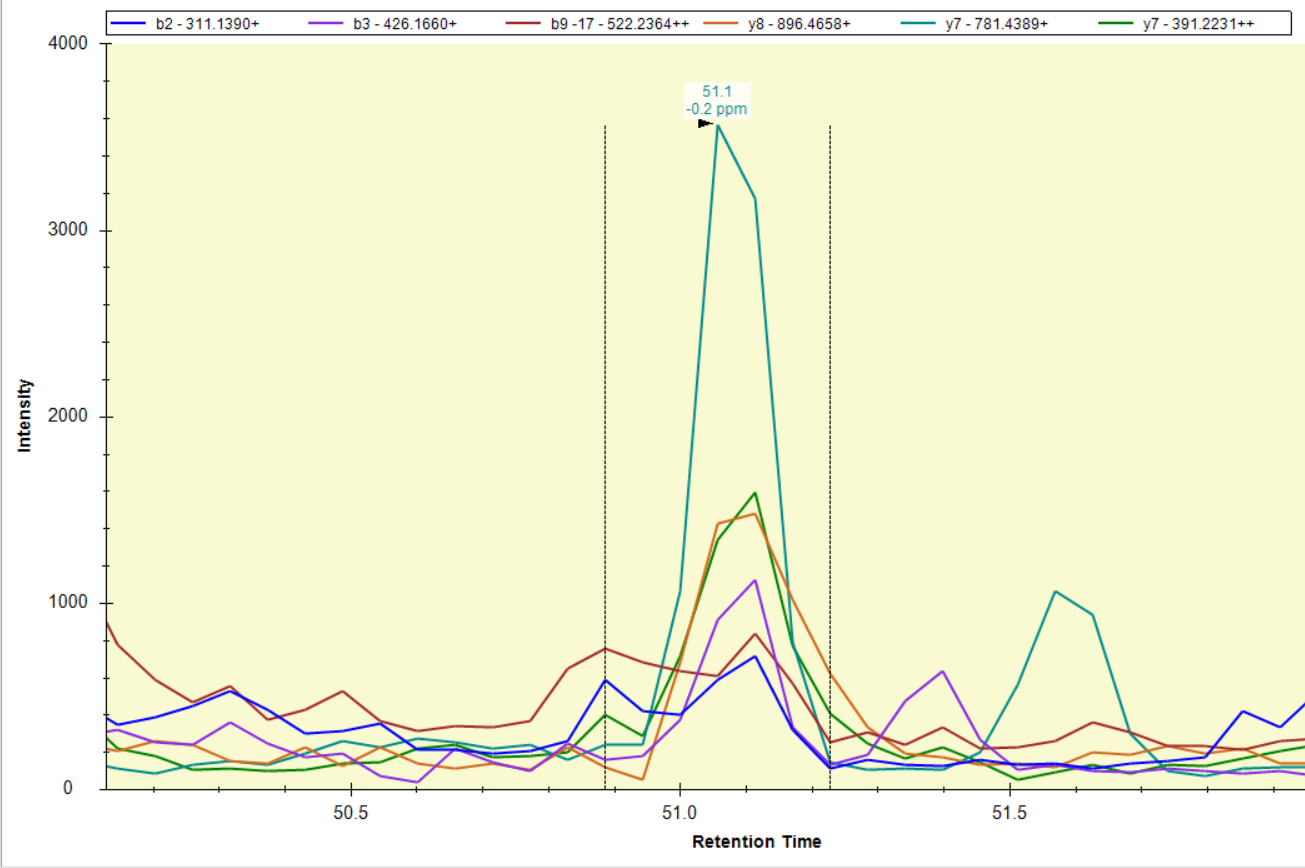 b2 - 311.1390+ b3 - 426.1660+ b9 -17 - 522.2364++ y8 - 896.4658+ y7 - 781.4389+ y7 - 391.2231++
4000
51.1
-0.2 ppm
3000
2000
1000
0
Intensity
50.5 51.0 51.5
Retention Time